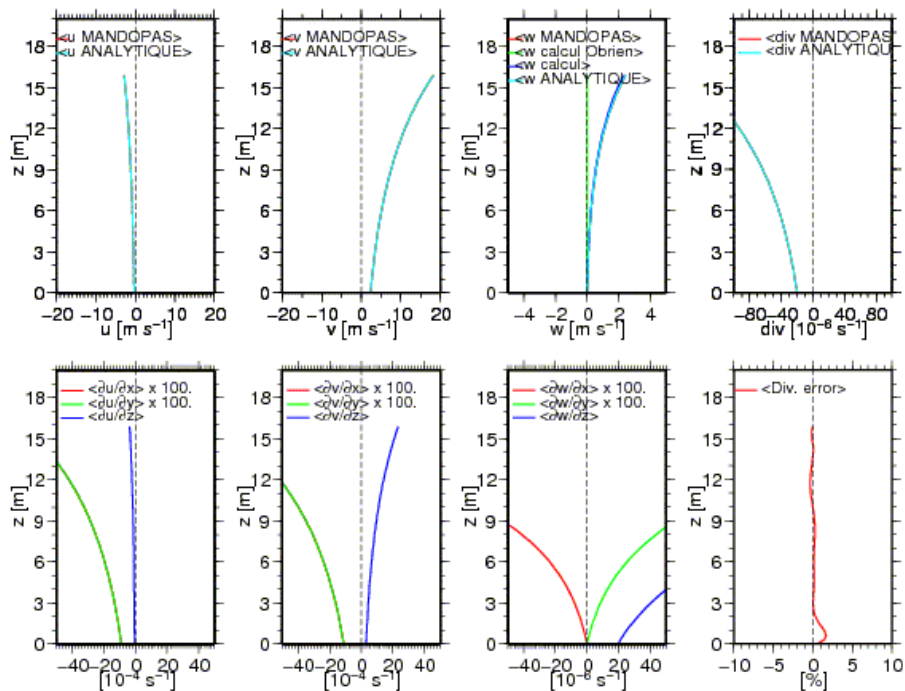 <u MANDOPAS>
<u ANALYTIQUE>
<v MANDOPAS>
<v ANALYTIQUE>
<w MANDOPAS>
<w calcul Obrien>
<w calcul>
<w ANALYTIQUE>
<div MANDOPAS
<div ANALYTIQU
z [m]
0 3 6 9 12 15 18
-20 -10 0 10 20
u [m s⁻¹]
z [m]
0 3 6 9 12 15 18
-20 -10 0 10 20
v [m s⁻¹]
z [m]
0 3 6 9 12 15 18
-4 -2 0 2 4
w [m s⁻¹]
z [m]
0 3 6 9 12 15 18
-80 -40 0 40 80
div [10⁻⁶ s⁻¹]
<∂u/∂x> x 100.
<∂u/∂y> x 100.
<∂u/∂z>
<∂v/∂x> x 100.
<∂v/∂y> x 100.
<∂v/∂z>
<∂w/∂x> x 100.
<∂w/∂y> x 100.
<∂w/∂z>
<Div. error>
z [m]
0 3 6 9 12 15 18
-40 -20 0 20 40
[10⁻⁴ s⁻¹]
z [m]
0 3 6 9 12 15 18
-40 -20 0 20 40
[10⁻⁴ s⁻¹]
z [m]
0 3 6 9 12 15 18
-40 -20 0 20 40
[10⁻⁶ s⁻¹]
z [m]
0 3 6 9 12 15 18
-10 -5 0 5 10
[%]